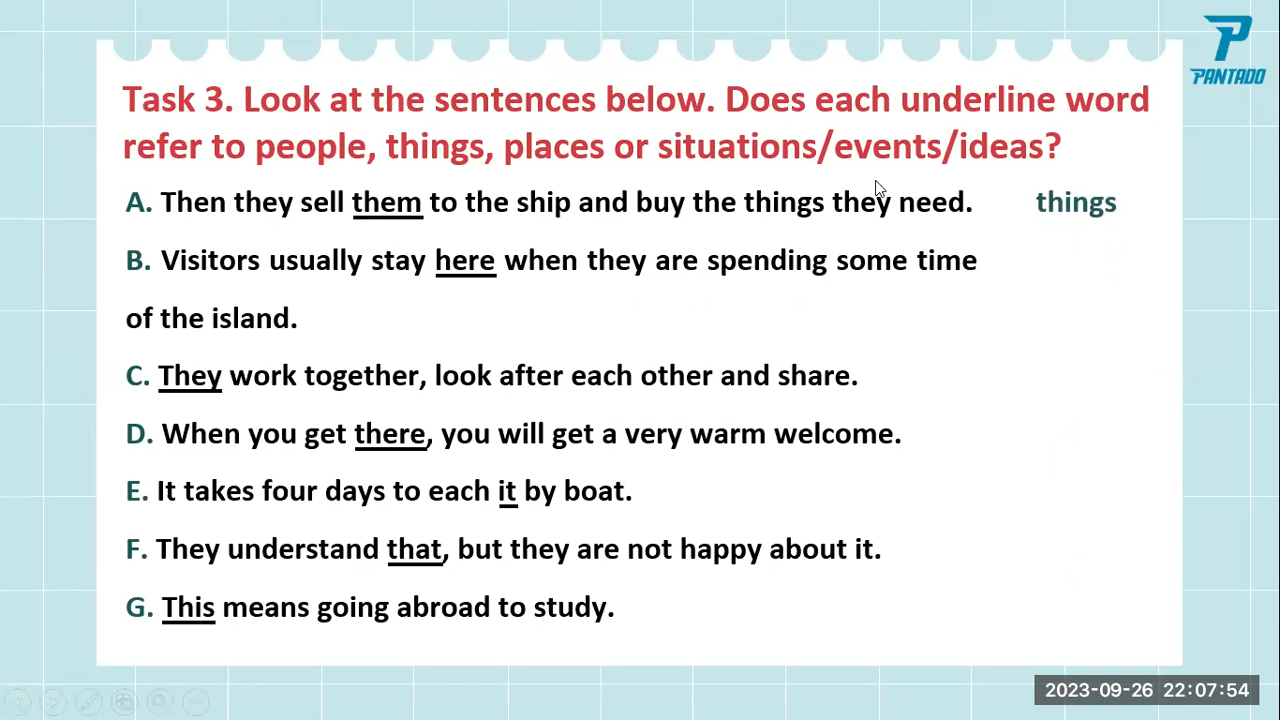 PANTADO
Task 3. Look at the sentences below. Does each underline word
refer to people, things, places or situations/events/ideas?
A. Then they sell them to the ship and buy the things they need. things
B. Visitors usually stay here when they are spending some time
of the island.
C. They work together, look after each other and share.
D. When you get there, you will get a very warm welcome.
E. It takes four days to each it by boat.
F. They understand that, but they are not happy about it.
G. This means going abroad to study.
2023-09-26 22:07:54